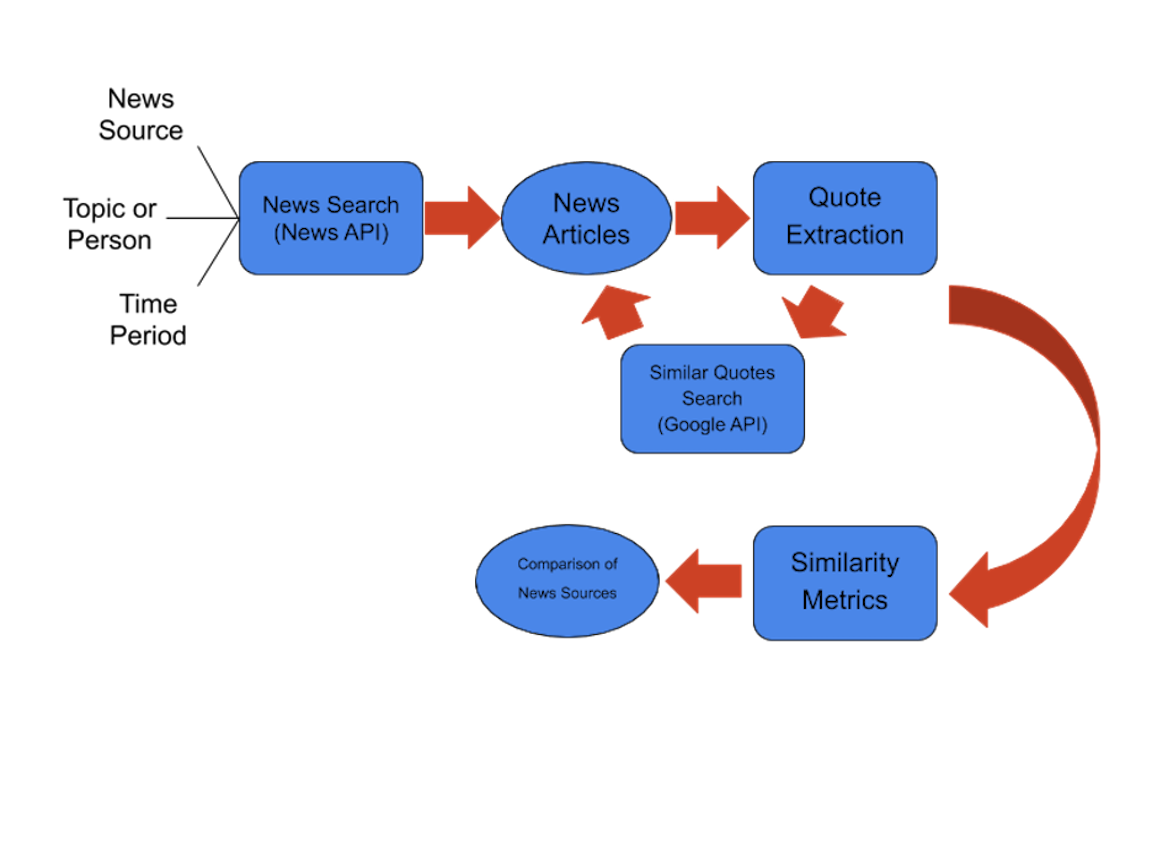 News
Source
Topic or
Person
Time
Period
News Search
(News API)
News
Articles
Quote
Extraction
Similar Quotes
Search
(Google API)
Similarity
Metrics
Comparison of
News Sources